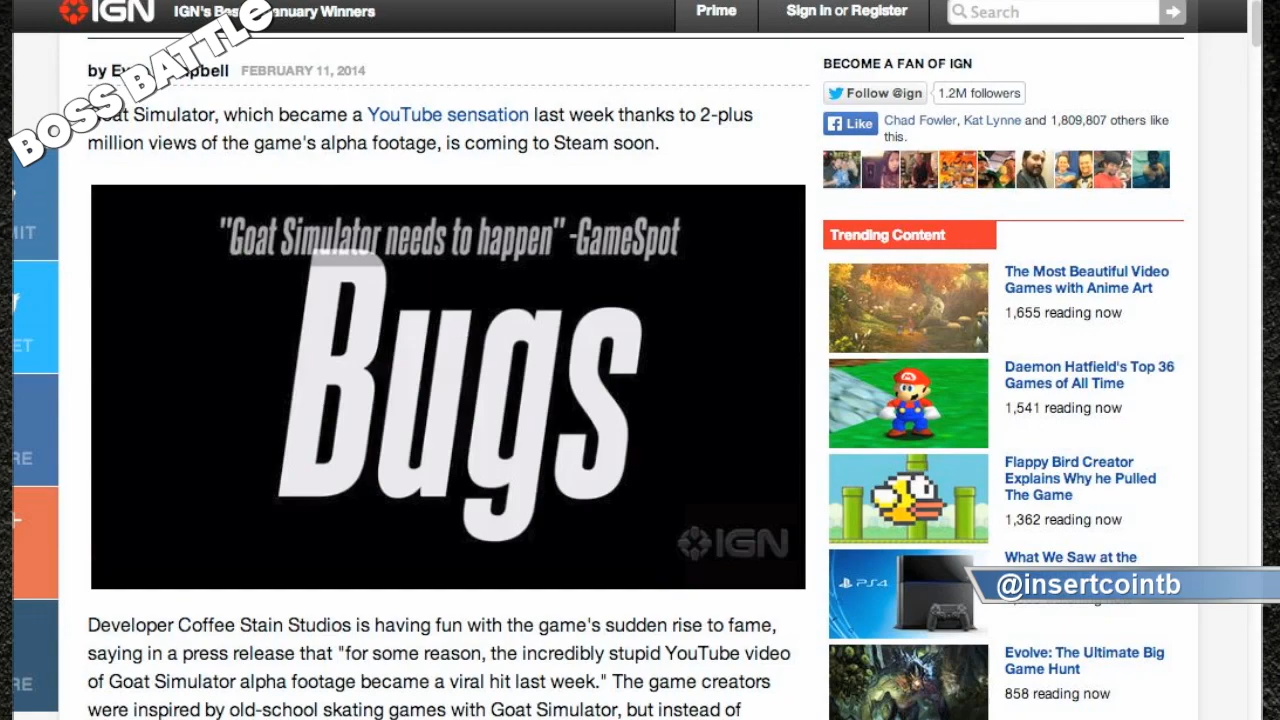 IGN
IGN's Bes
nuary Winners
Prime
Sign In or Register
Search
BOSS BATTLE
by Ev
pbell FEBRUARY 11, 2014
at Simulator, which became a YouTube sensation last week thanks to 2-plus
million views of the game's alpha footage, is coming to Steam soon.
"Goat Simulator needs to happen" -GameSpot
Bugs
IGN
Developer Coffee Stain Studios is having fun with the game's sudden rise to fame,
saying in a press release that "for some reason, the incredibly stupid YouTube video
of Goat Simulator alpha footage became a viral hit last week." The game creators
were inspired by old-school skating games with Goat Simulator, but instead of
IT
ET
RE
RE
BECOME A FAN OF IGN
Follow @ign
1.2M followers
Like
Chad Fowler, Kat Lynne and 1,809,807 others like
this.
Trending Content
The Most Beautiful Video
Games with Anime Art
1,655 reading now
Daemon Hatfield's Top 36
Games of All Time
1,541 reading now
Flappy Bird Creator
Explains Why he Pulled
The Game
1,362 reading now
What We Saw at the
PS4
@insertcointb
Evolve: The Ultimate Big
Game Hunt
858 reading now